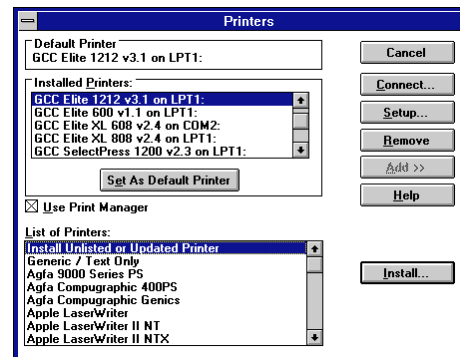 Printers
Default Printer
GCC Elite 1212 v3.1 on LPT1:
Cancel
Installed Printers:
GCC Elite 1212 v3.1 on LPT1:
GCC Elite 600 v1.1 on LPT1:
GCC Elite XL 608 v2.4 on COM2:
GCC Elite XL 808 v2.4 on LPT1:
GCC SelectPress 1200 v2.3 on LPT1:
Connect...
Setup...
Remove
Add >>
Help
Set As Default Printer
Use Print Manager
List of Printers:
Install Unlisted or Updated Printer
Generic / Text Only
Agfa 9000 Series PS
Agfa Compugraphic 400PS
Agfa Compugraphic Genics
Apple LaserWriter
Apple LaserWriter II NT
Apple LaserWriter II NTX
Install...